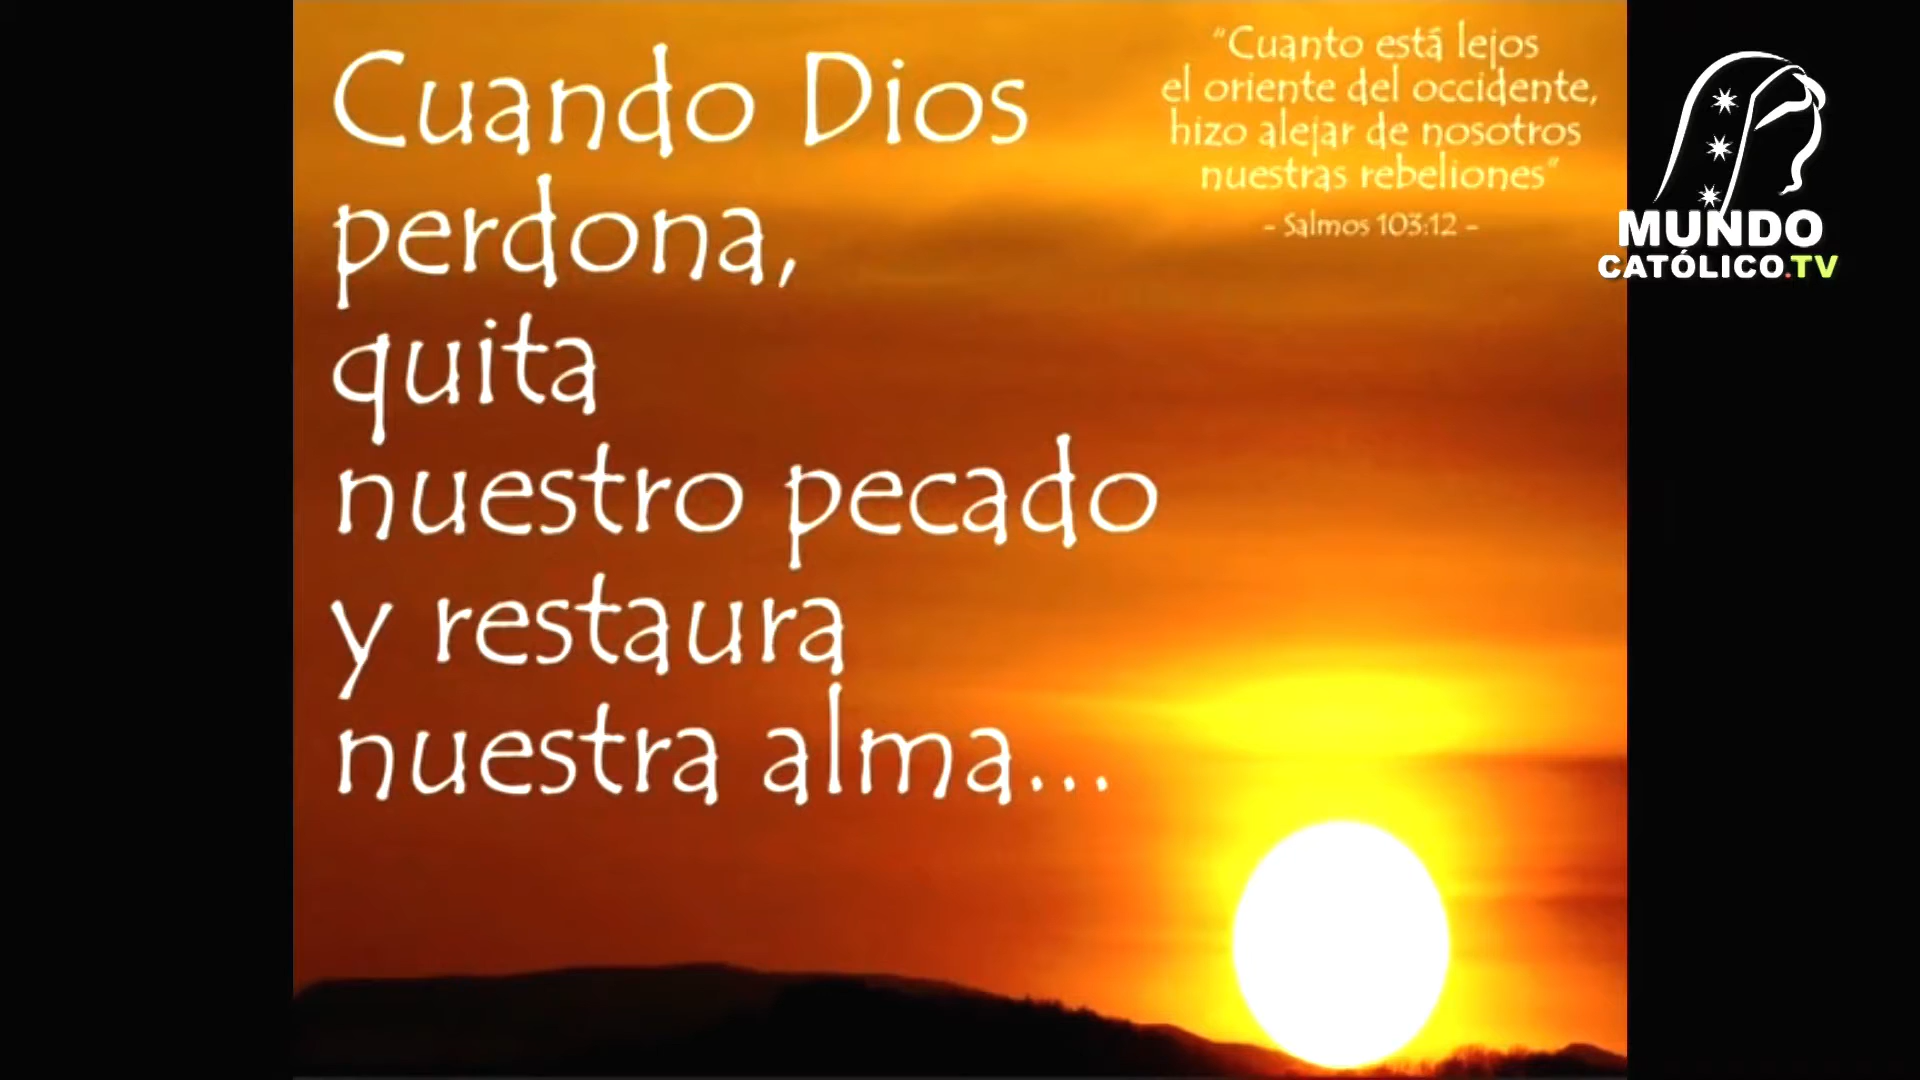 Cuando Dios
perdona,
quita
nuestro pecado
y restaura
nuestra alma...
"Cuanto está lejos
el oriente del occidente,
hizo alejar de nosotros
nuestras rebeliones"
- Salmos 103:12 -
MUNDO
CATÓLICO.TV